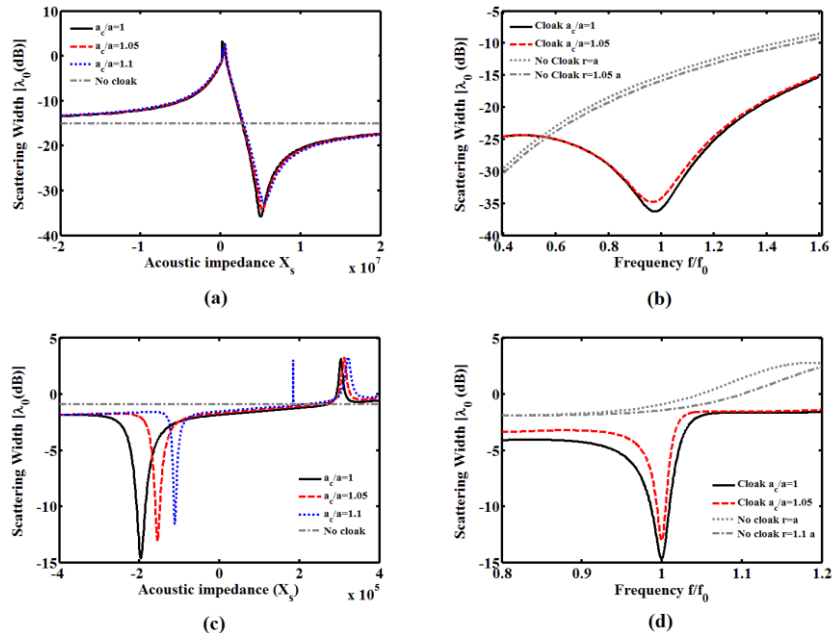 Scattering Width [λ0(dB)]
10
0
-10
-20
-30
-40
a_c/a=1
a_c/a=1.05
a_c/a=1.1
No cloak
-2
-1
0
1
2
Acoustic impedance X_s
x 10^7
(a)
Scattering Width [λ0(dB)]
-5
-10
-15
-20
-25
-30
-35
-40
Cloak a_c/a=1
Cloak a_c/a=1.05
No Cloak r=a
No Cloak r=1.05 a
0.4
0.6
0.8
1
1.2
1.4
1.6
Frequency f/f0
(b)
Scattering Width [λ0(dB)]
5
0
-5
-10
-15
a_c/a=1
a_c/a=1.05
a_c/a=1.1
No cloak
-4
-2
0
2
4
Acoustic impedance (X_s)
x 10^5
(c)
Scattering Width [λ0(dB)]
5
0
-5
-10
-15
Cloak a_c/a=1
Cloak a_c/a=1.05
No cloak r=a
No cloak r=1.1 a
0.8
0.9
1
1.1
1.2
Frequency f/f0
(d)